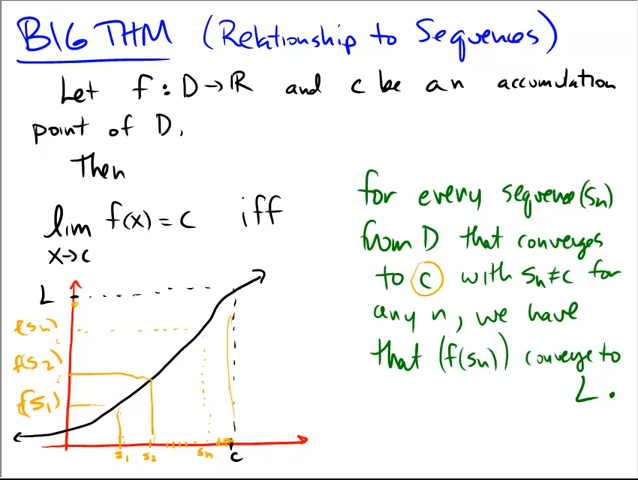 BIG THM (Relationship to Sequences)
Let f : D → ℝ and c be an accumulation
point of D.
Then
lim f(x) = c iff
x→c
for every sequence (sn)
from D that converges
to c with sn ≠ c for
any n, we have
that (f(sn)) converge to
L.
L
f(sn)
f(s2)
f(s1)
s1 s2 sn c